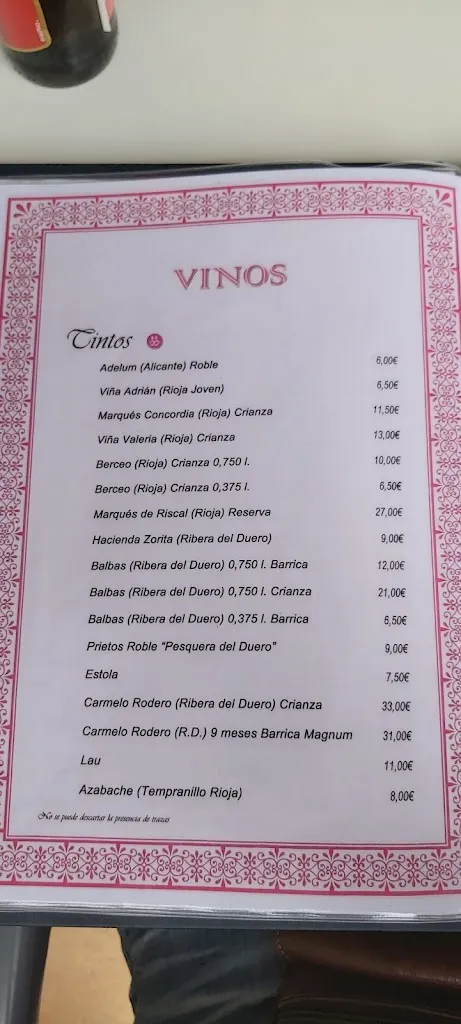 VINOS
Tintos
Adelum (Alicante) Roble 6,00€
Viña Adrián (Rioja Joven) 6,50€
Marqués Concordia (Rioja) Crianza 11,50€
Viña Valeria (Rioja) Crianza 13,00€
Berceo (Rioja) Crianza 0,750 l. 10,00€
Berceo (Rioja) Crianza 0,375 l. 6,50€
Marqués de Riscal (Rioja) Reserva 27,00€
Hacienda Zorita (Ribera del Duero) 9,00€
Balbas (Ribera del Duero) 0,750 l. Barrica 12,00€
Balbas (Ribera del Duero) 0,750 l. Crianza 21,00€
Balbas (Ribera del Duero) 0,375 l. Barrica 6,50€
Prietos Roble "Pesquera del Duero" 9,00€
Estola 7,50€
Carmelo Rodero (Ribera del Duero) Crianza 33,00€
Carmelo Rodero (R.D.) 9 meses Barrica Magnum 31,00€
Lau 11,00€
Azabache (Tempranillo Rioja) 8,00€
No se puede descartar la presencia de trazas